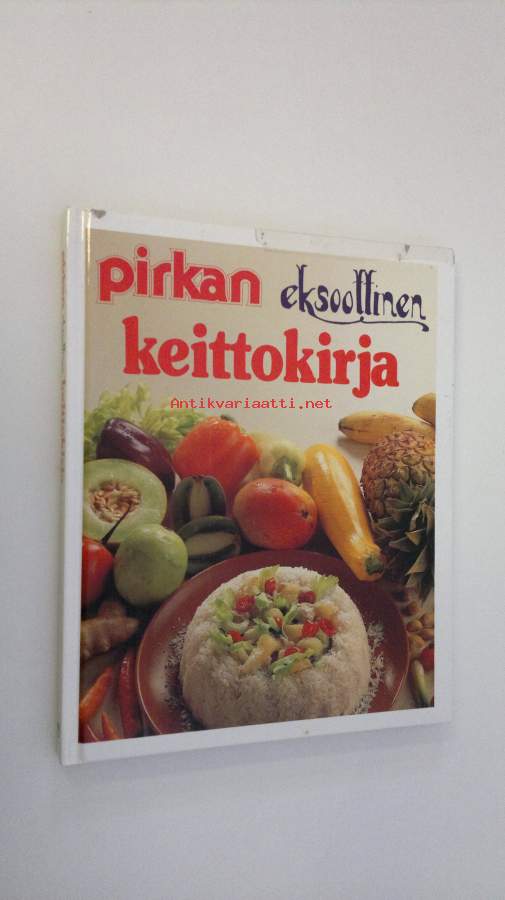 pirkan eksoottinen
keittokirja
Antikvariaatti.net